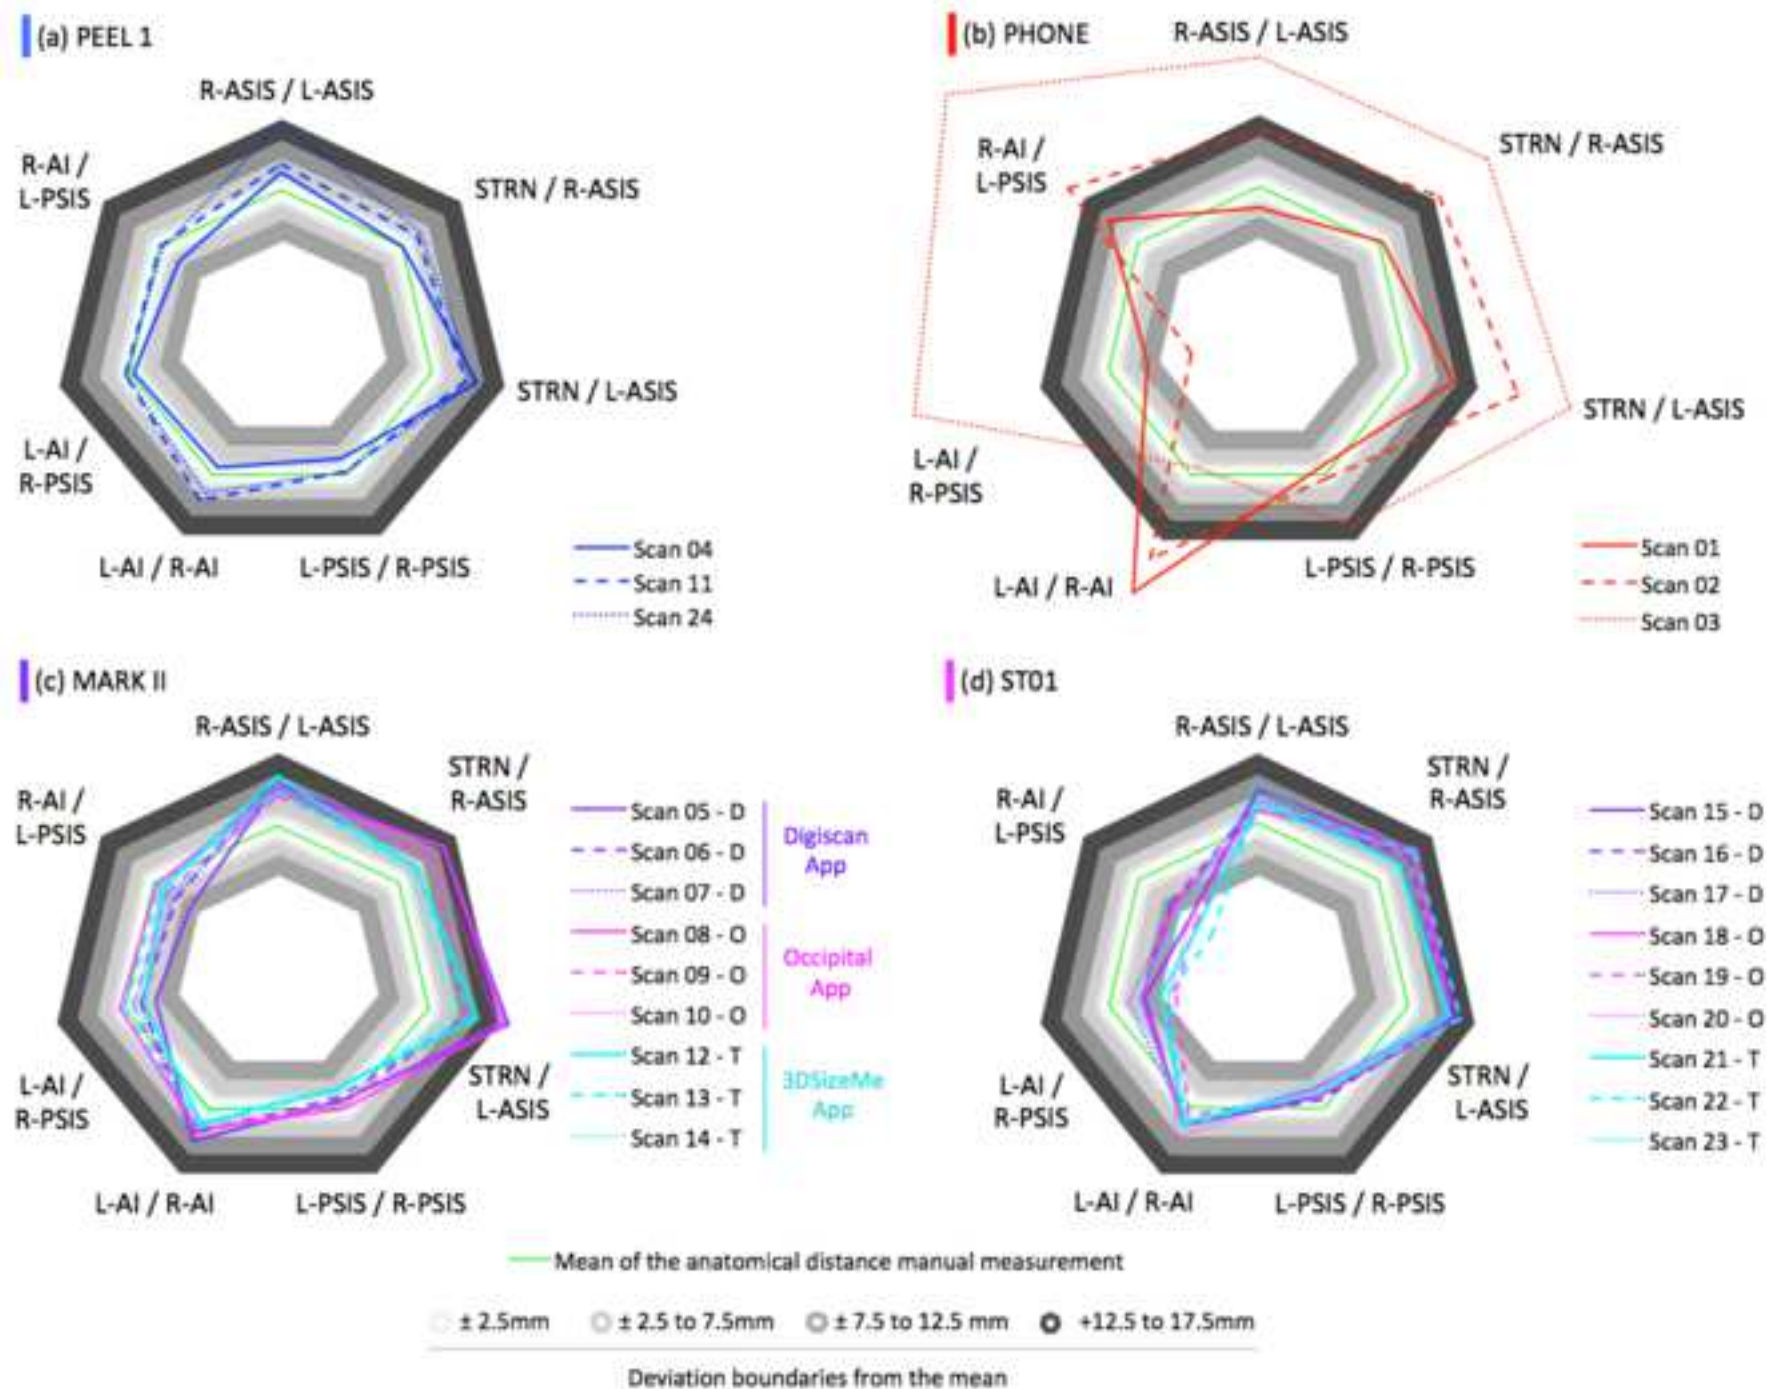 (a) PEEL 1
R-ASIS / L-ASIS
R-AI /
L-PSIS
STRN / R-ASIS
STRN / L-ASIS
L-AI /
R-PSIS
L-AI / R-AI
L-PSIS / R-PSIS
Scan 04
Scan 11
Scan 24
(b) PHONE
R-ASIS / L-ASIS
R-AI /
L-PSIS
STRN / R-ASIS
STRN / L-ASIS
L-AI /
R-PSIS
L-AI / R-AI
L-PSIS / R-PSIS
Scan 01
Scan 02
Scan 03
(c) MARK II
R-ASIS / L-ASIS
STRN /
R-ASIS
R-AI /
L-PSIS
L-AI /
R-PSIS
STRN /
L-ASIS
L-AI / R-AI
L-PSIS / R-PSIS
Scan 05 - D
Scan 06 - D
Scan 07 - D
Digiscan
App
Scan 08 - O
Scan 09 - O
Scan 10 - O
Occipital
App
Scan 12 - T
Scan 13 - T
Scan 14 - T
3DSizeMe
App
(d) ST01
R-ASIS / L-ASIS
STRN /
R-ASIS
R-AI /
L-PSIS
L-AI /
R-PSIS
STRN /
L-ASIS
L-AI / R-AI
L-PSIS / R-PSIS
Scan 15 - D
Scan 16 - D
Scan 17 - D
Scan 18 - O
Scan 19 - O
Scan 20 - O
Scan 21 - T
Scan 22 - T
Scan 23 - T
Mean of the anatomical distance manual measurement
± 2.5mm
± 2.5 to 7.5mm
± 7.5 to 12.5 mm
+12.5 to 17.5mm
Deviation boundaries from the mean